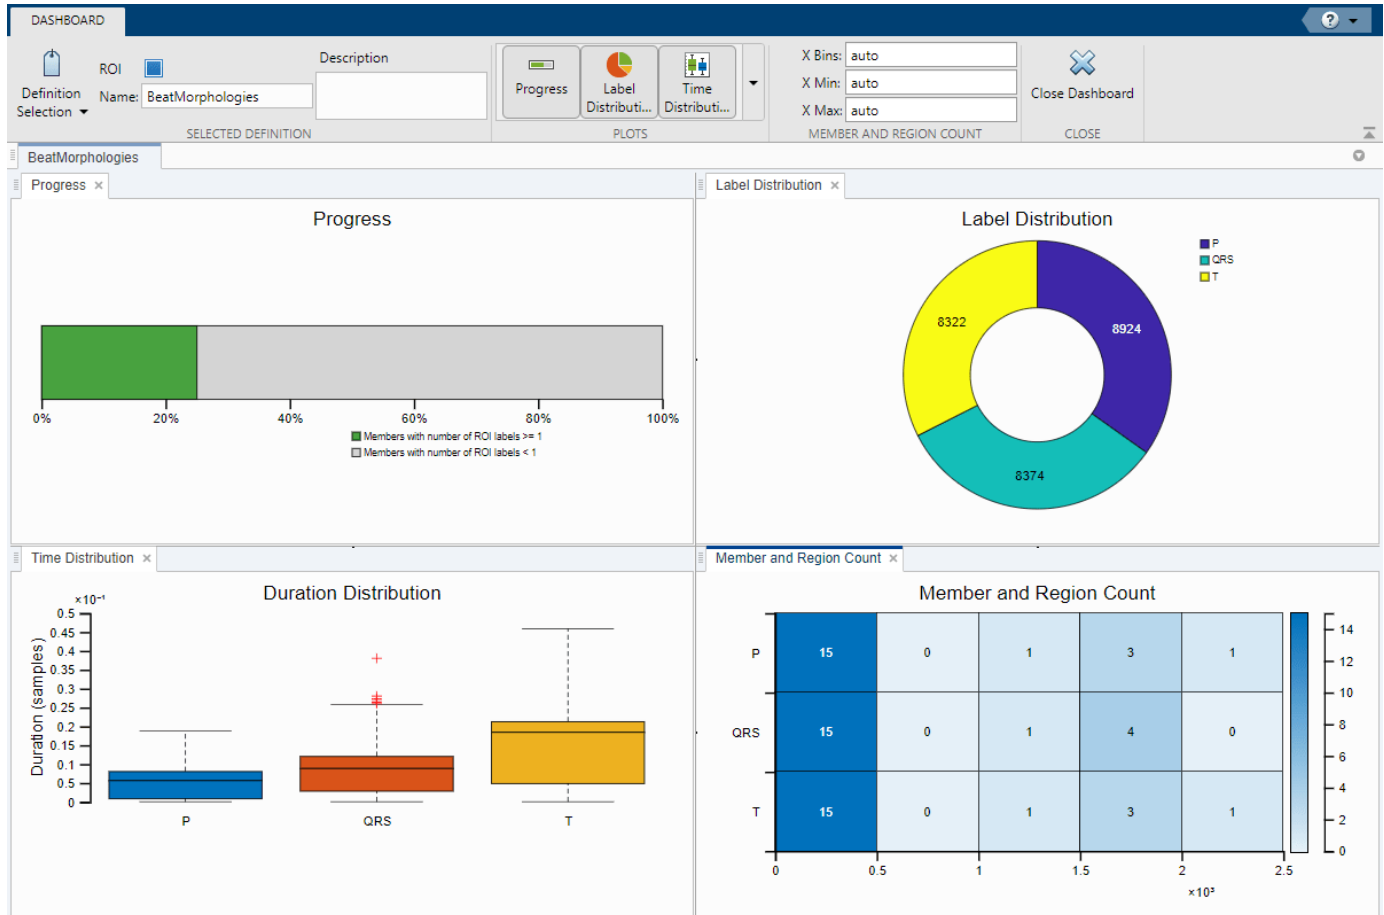 DASHBOARD
?
Definition
Selection
ROI
Name: BeatMorphologies
Description
SELECTED DEFINITION
Progress
Label
Distributi...
Time
Distributi...
PLOTS
X Bins: auto
X Min: auto
X Max: auto
MEMBER AND REGION COUNT
Close Dashboard
CLOSE
BeatMorphologies
Progress ×
Progress
0% 20% 40% 60% 80% 100%
Members with number of ROI labels >= 1
Members with number of ROI labels < 1
Label Distribution ×
Label Distribution
P
QRS
T
8322
8924
8374
Time Distribution ×
Duration Distribution
×10⁻¹
Duration (samples)
0.5
0.45
0.4
0.35
0.3
0.25
0.2
0.15
0.1
0.5
0
P QRS T
Member and Region Count ×
Member and Region Count
P 15 0 1 3 1
QRS 15 0 1 4 0
T 15 0 1 3 1
0 0.5 1 1.5 2 2.5
×10³
14
12
10
8
6
4
2
0